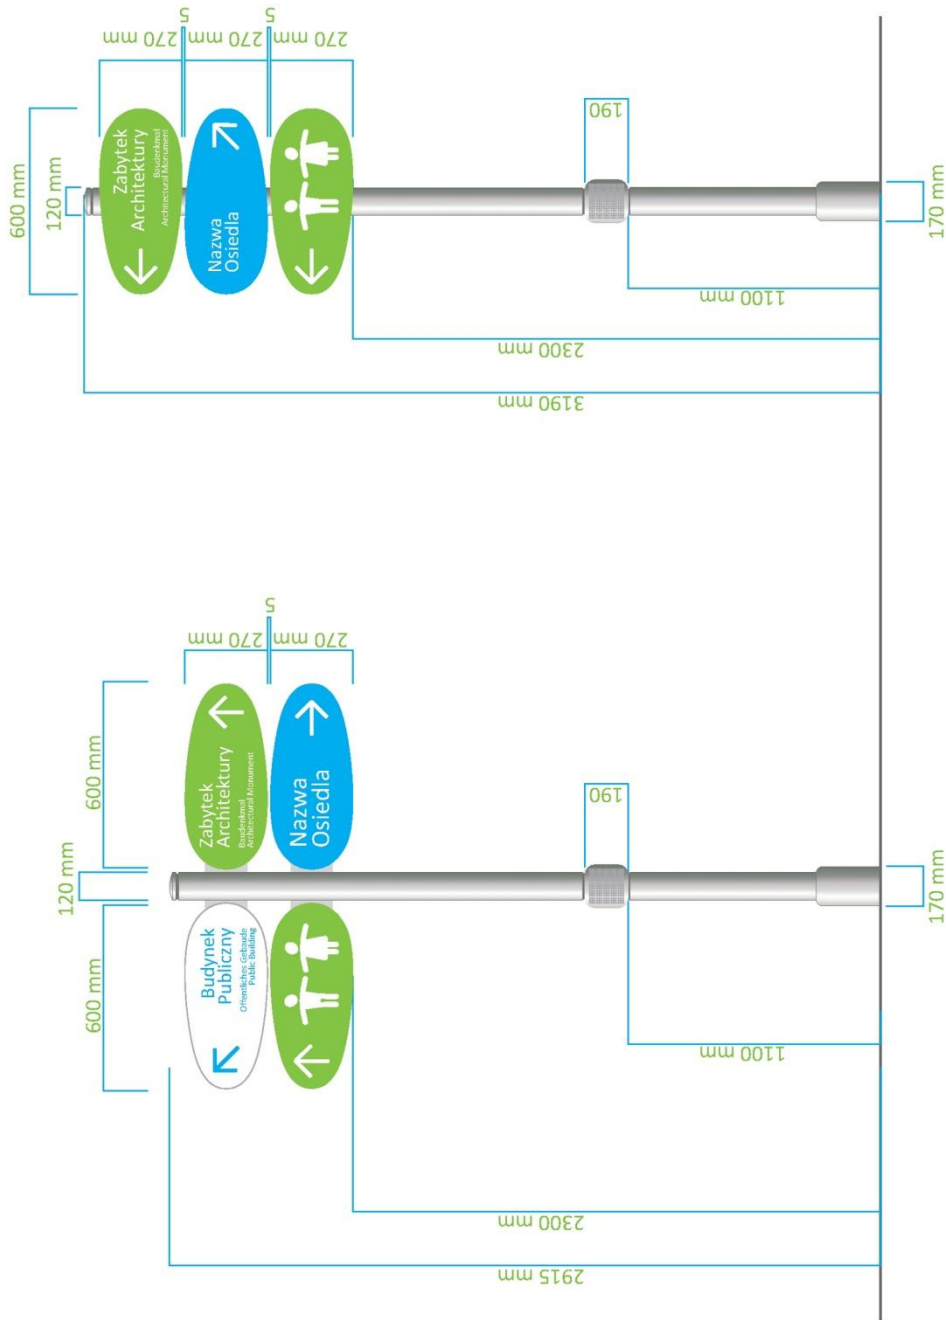 600 mm
120 mm
270 mm
5
270 mm
5
270 mm
Zabytek
Architektury
Baudenkmal
Architectural Monument
Nazwa
Osiedla
190
1100 mm
2300 mm
3190 mm
170 mm
600 mm
120 mm
600 mm
270 mm
5
270 mm
Budynek
Publiczny
Offentliches Gebaude
Public Building
Zabytek
Architektury
Baudenkmal
Architectural Monument
Nazwa
Osiedla
190
1100 mm
2300 mm
2915 mm
170 mm